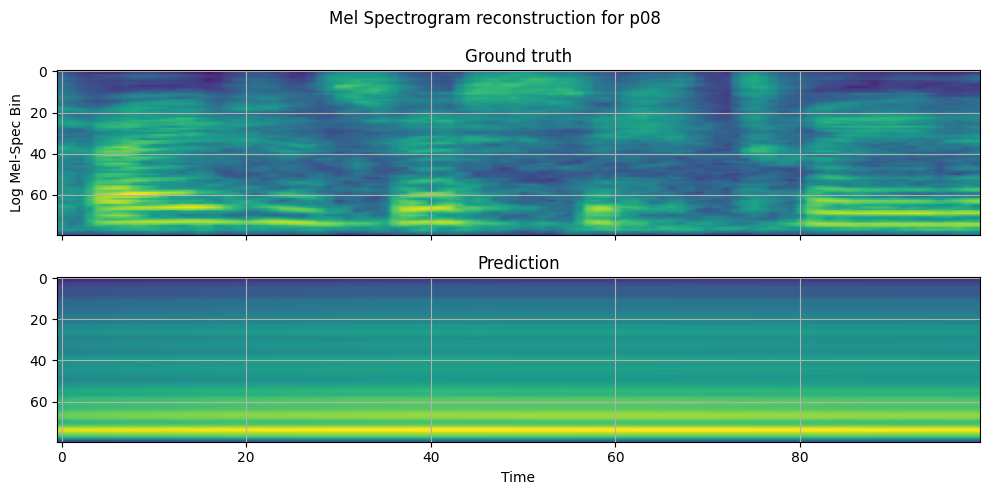 Mel Spectrogram reconstruction for p08
Ground truth
0
20
40
60
Log Mel-Spec Bin
Prediction
0
20
40
60
0 20 40 60 80
Time